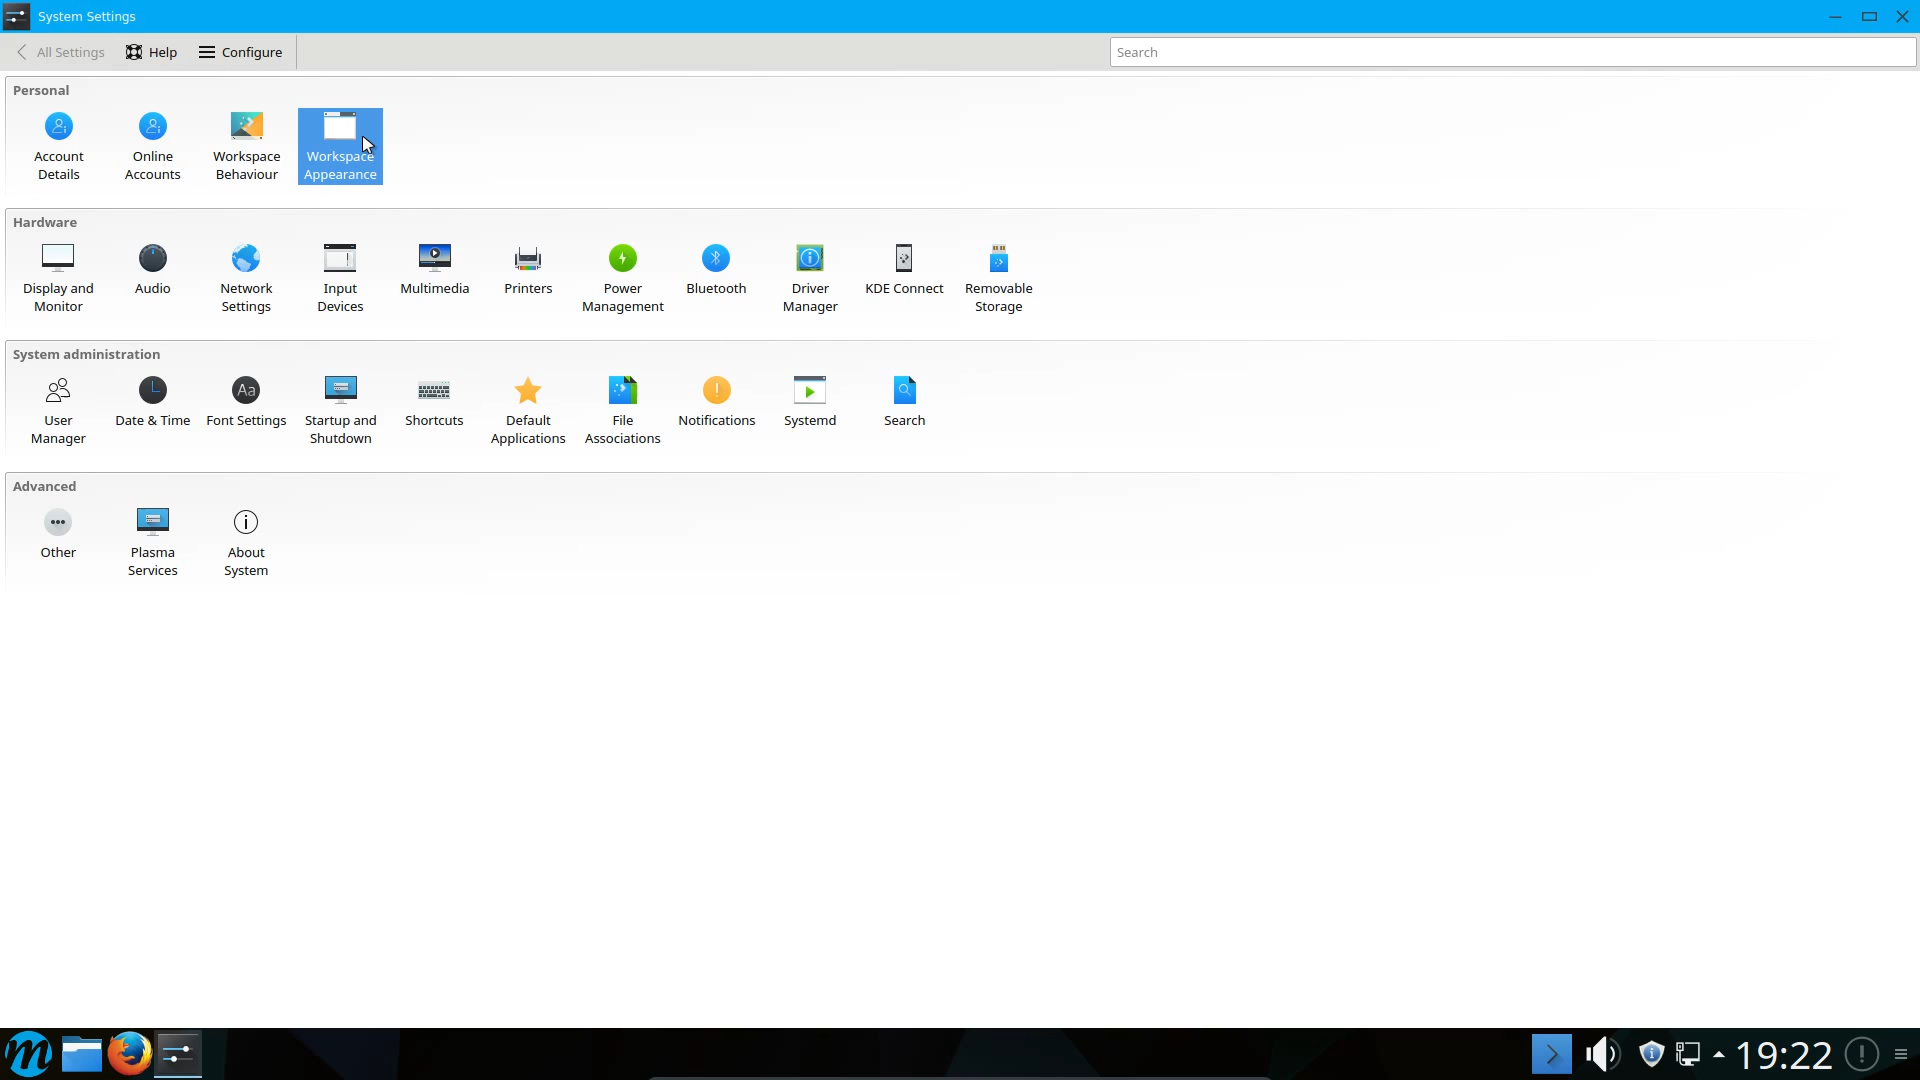 System Settings
All Settings
Help
Configure
Search
Personal
Account Details
Online Accounts
Workspace Behaviour
Workspace Appearance
Hardware
Display and Monitor
Audio
Network Settings
Input Devices
Multimedia
Printers
Power Management
Bluetooth
Driver Manager
KDE Connect
Removable Storage
System administration
User Manager
Date & Time
Aa
Font Settings
Startup and Shutdown
Shortcuts
Default Applications
File Associations
Notifications
Systemd
Search
Advanced
Other
Plasma Services
About System
m
19:22